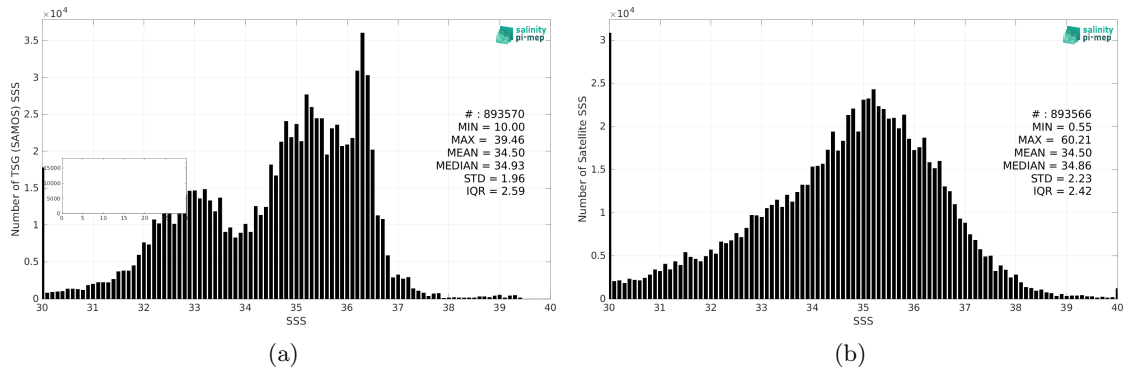 ×10⁴
3.5
3
2.5
2
1.5
1
0.5
0
Number of TSG (SAMOS) SSS
salinity
pi-mep
# : 893570
MIN = 10.00
MAX = 39.46
MEAN = 34.50
MEDIAN = 34.93
STD = 1.96
IQR = 2.59
15000
10000
5000
0
0 5 10 15 20
30 31 32 33 34 35 36 37 38 39 40
SSS
(a)
×10⁴
3
2.5
2
1.5
1
0.5
0
Number of Satellite SSS
salinity
pi-mep
# : 893566
MIN = 0.55
MAX = 60.21
MEAN = 34.50
MEDIAN = 34.86
STD = 2.23
IQR = 2.42
30 31 32 33 34 35 36 37 38 39 40
SSS
(b)